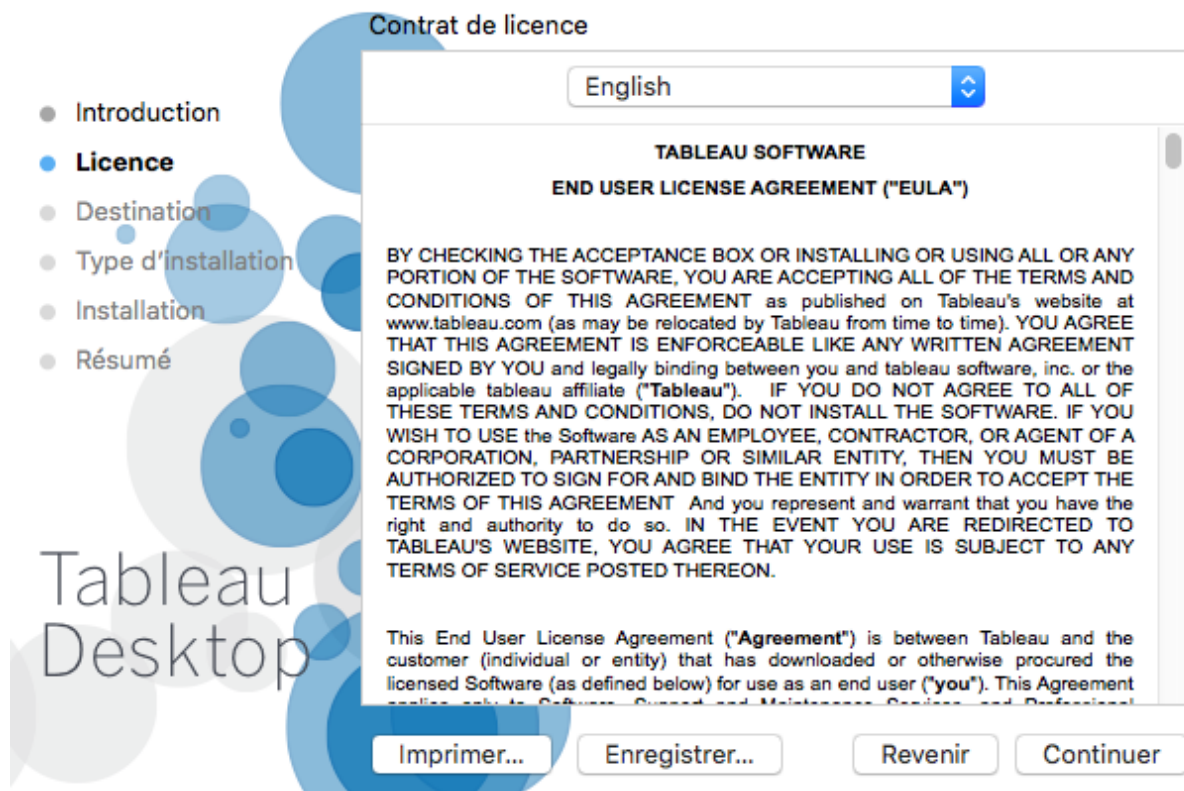 Contrat de licence
English
Introduction
Licence
Destination
Type d'installation
Installation
Résumé
Tableau
Desktop
TABLEAU SOFTWARE
END USER LICENSE AGREEMENT ("EULA")
BY CHECKING THE ACCEPTANCE BOX OR INSTALLING OR USING ALL OR ANY
PORTION OF THE SOFTWARE, YOU ARE ACCEPTING ALL OF THE TERMS AND
CONDITIONS OF THIS AGREEMENT as published on Tableau's website at
www.tableau.com (as may be relocated by Tableau from time to time). YOU AGREE
THAT THIS AGREEMENT IS ENFORCEABLE LIKE ANY WRITTEN AGREEMENT
SIGNED BY YOU and legally binding between you and tableau software, inc. or the
applicable tableau affiliate ("Tableau"). IF YOU DO NOT AGREE TO ALL OF
THESE TERMS AND CONDITIONS, DO NOT INSTALL THE SOFTWARE. IF YOU
WISH TO USE the Software AS AN EMPLOYEE, CONTRACTOR, OR AGENT OF A
CORPORATION, PARTNERSHIP OR SIMILAR ENTITY, THEN YOU MUST BE
AUTHORIZED TO SIGN FOR AND BIND THE ENTITY IN ORDER TO ACCEPT THE
TERMS OF THIS AGREEMENT And you represent and warrant that you have the
right and authority to do so. IN THE EVENT YOU ARE REDIRECTED TO
TABLEAU'S WEBSITE, YOU AGREE THAT YOUR USE IS SUBJECT TO ANY
TERMS OF SERVICE POSTED THEREON.
This End User License Agreement ("Agreement") is between Tableau and the
customer (individual or entity) that has downloaded or otherwise procured the
licensed Software (as defined below) for use as an end user ("you"). This Agreement
applies only to Software, Support and Maintenance Services, and Professional
Imprimer...
Enregistrer...
Revenir
Continuer